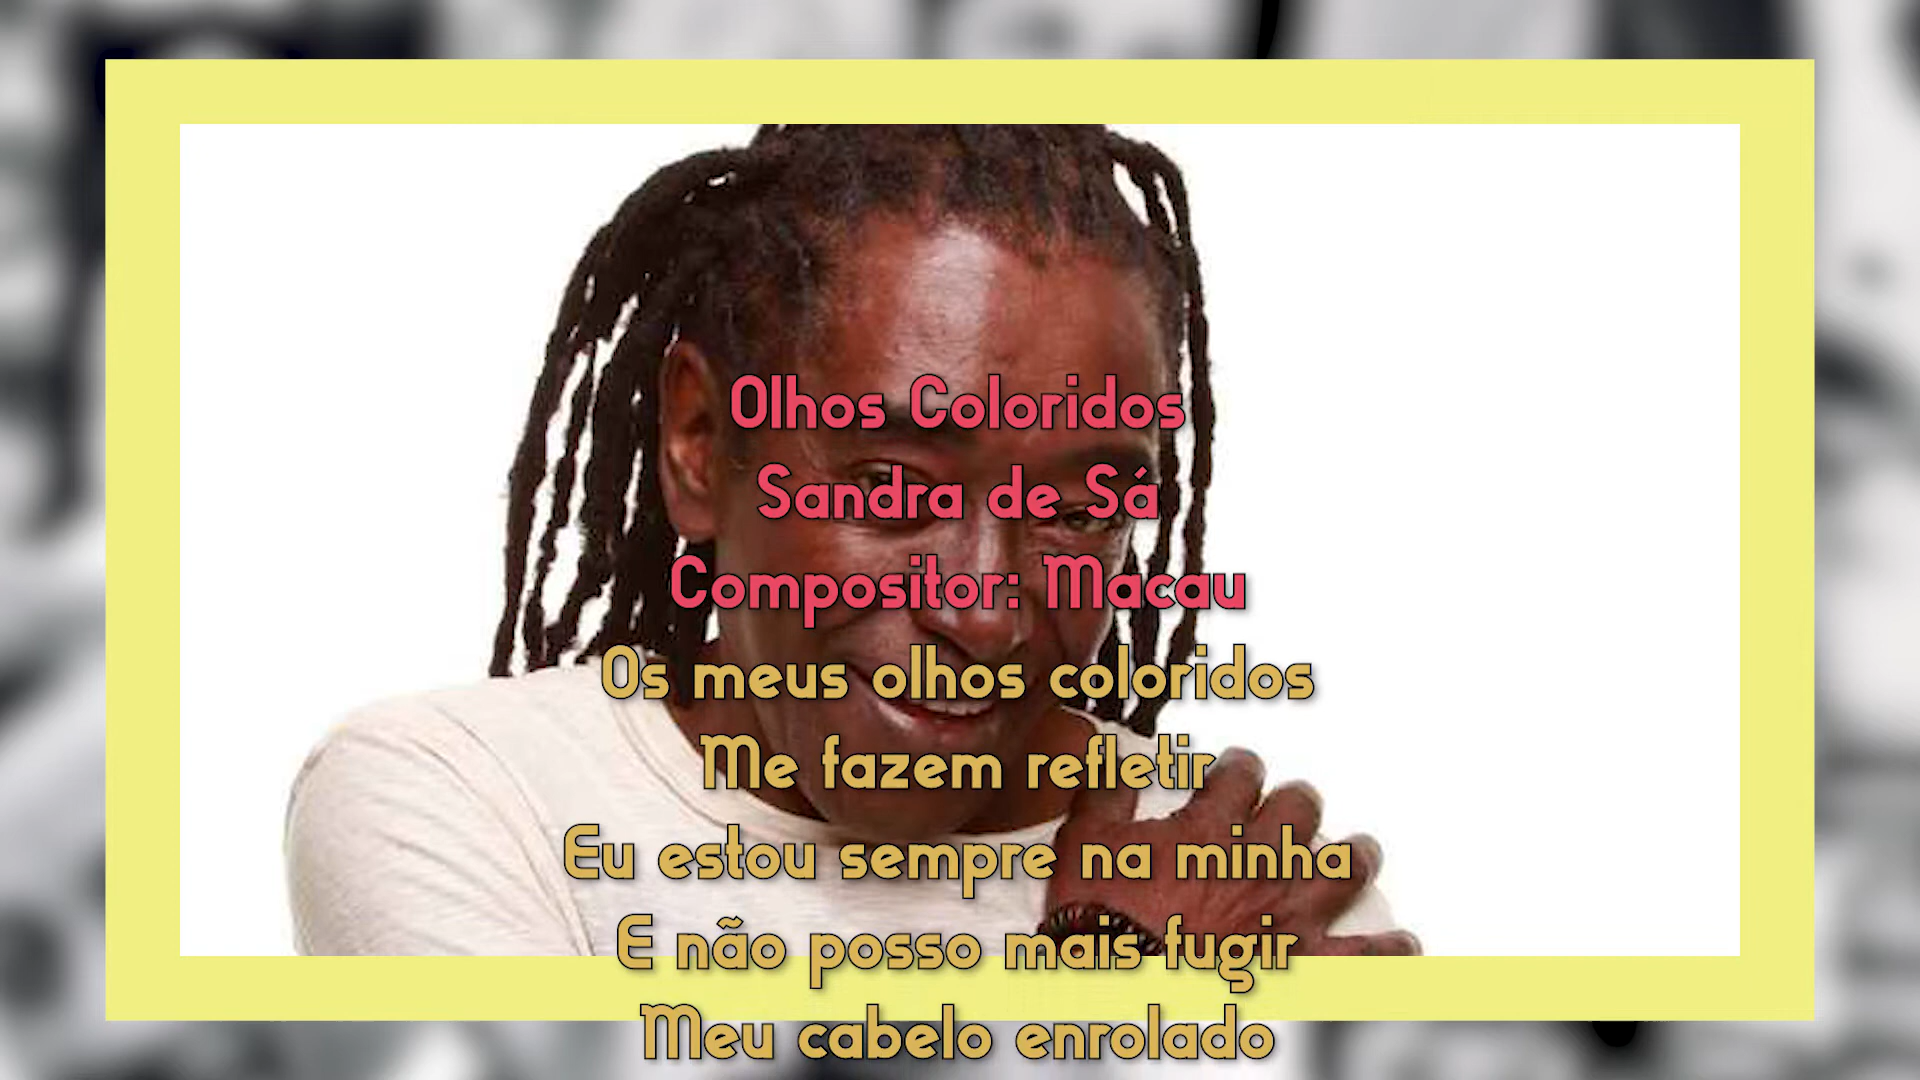 Olhos Coloridos
Sandra de Sá
Compositor: Macau
Os meus olhos coloridos
Me fazem refletir
Eu estou sempre na minha
E não posso mais fugir
Meu cabelo enrolado